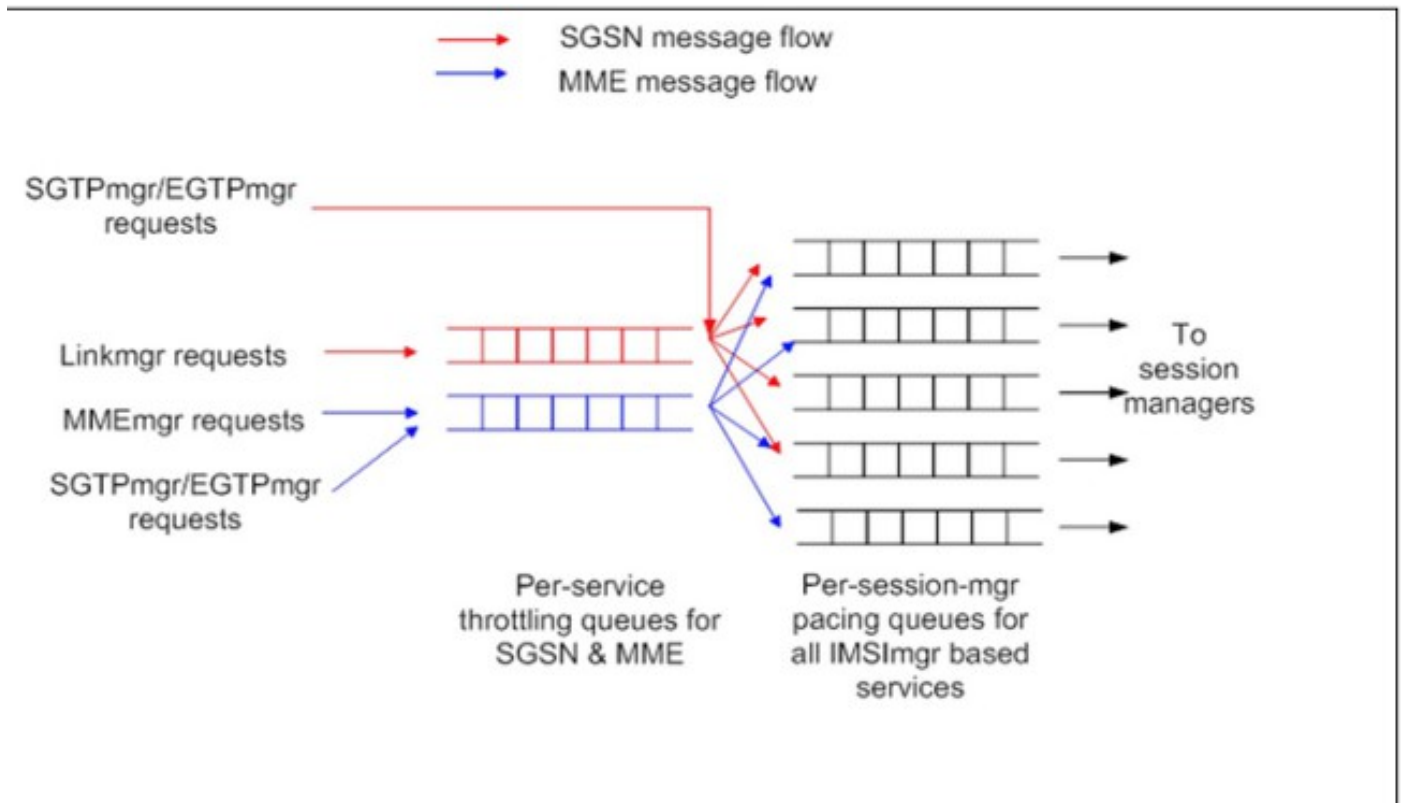 SGSN message flow
MME message flow
SGTPmgr/EGTPmgr
requests
Linkmgr requests
MMEmgr requests
SGTPmgr/EGTPmgr
requests
To
session
managers
Per-service
throttling queues for
SGSN & MME
Per-session-mgr
pacing queues for
all IMSImgr based
services